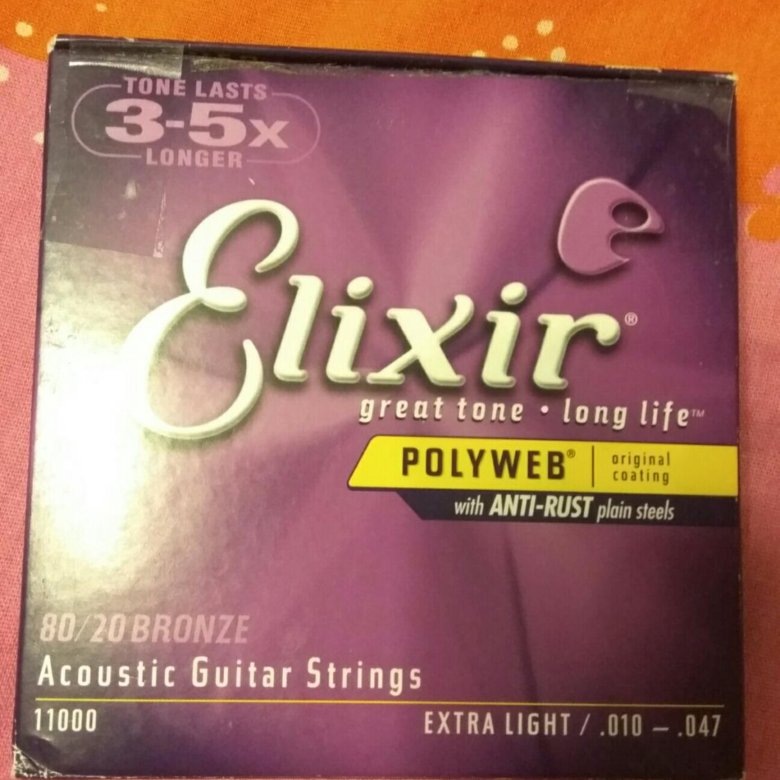 TONE LASTS
3-5x
LONGER
Elixir®
great tone • long life™
POLYWEB® | original
coating
with ANTI-RUST plain steels
80/20 BRONZE
Acoustic Guitar Strings
11000 EXTRA LIGHT / .010 – .047